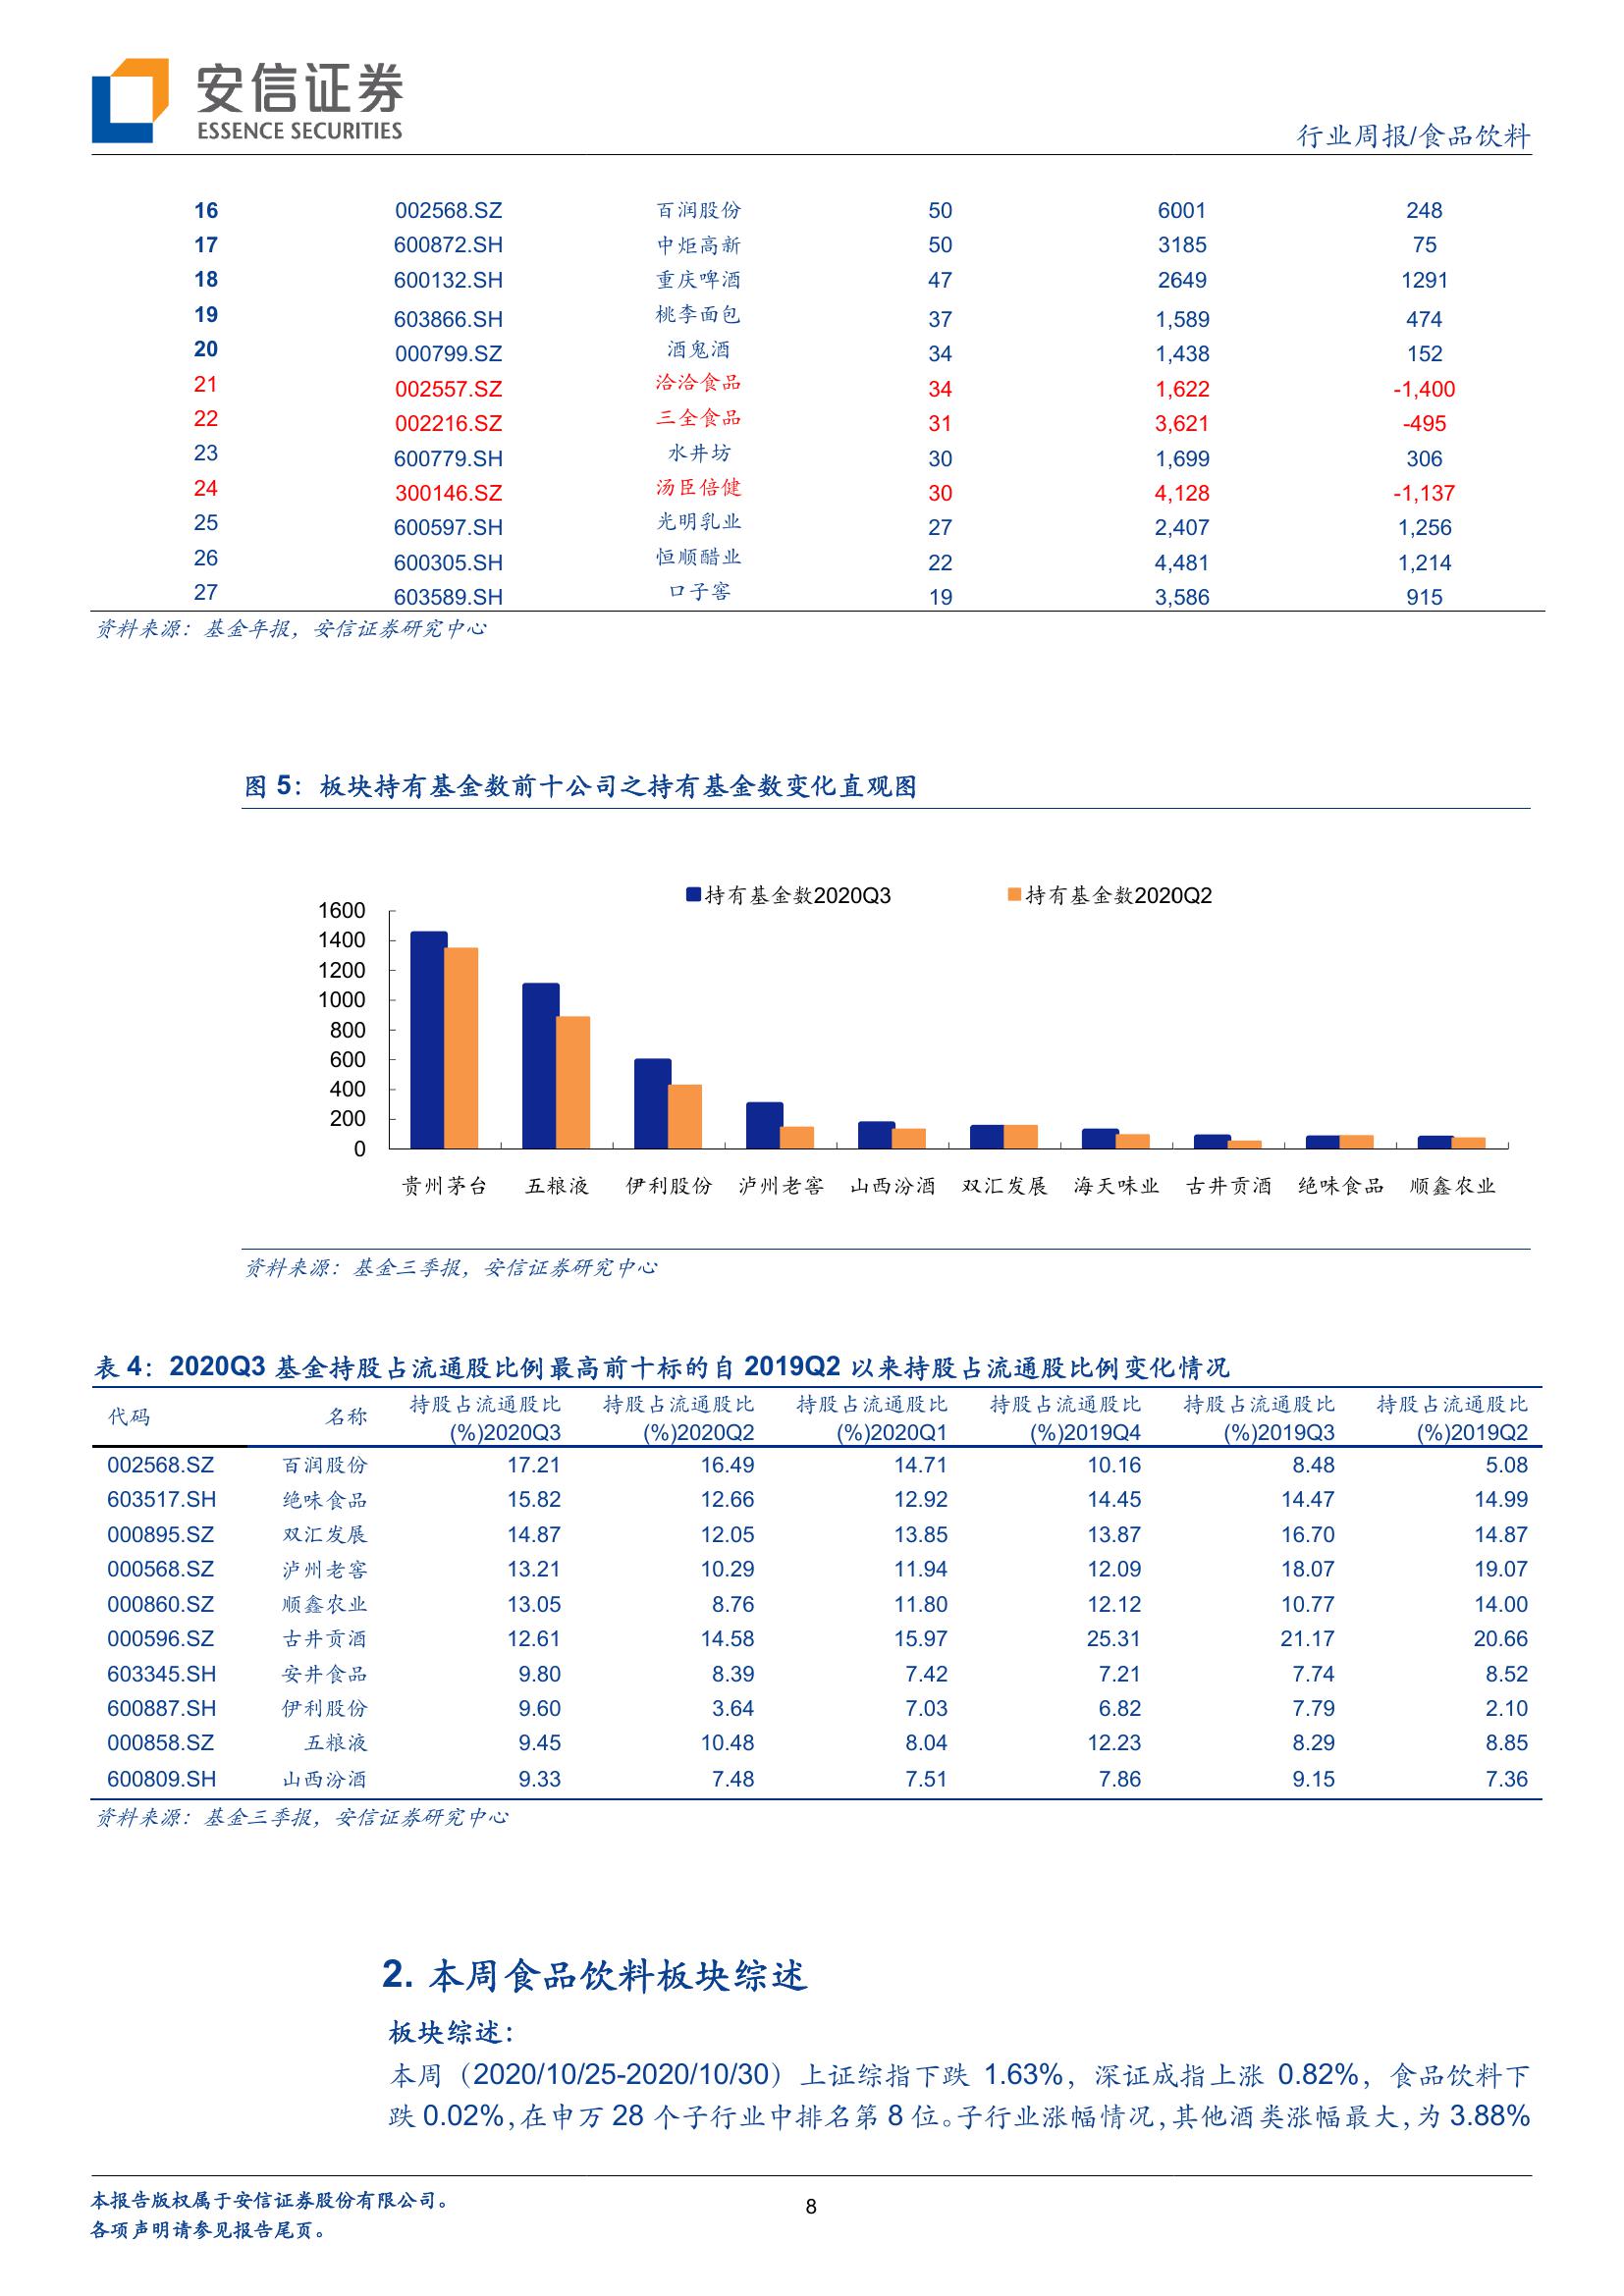 安信证券
ESSENCE SECURITIES
行业周报/食品饮料
16 002568.SZ 百润股份 50 6001 248
17 600872.SH 中炬高新 50 3185 75
18 600132.SH 重庆啤酒 47 2649 1291
19 603866.SH 桃李面包 37 1,589 474
20 000799.SZ 酒鬼酒 34 1,438 152
21 002557.SZ 洽洽食品 34 1,622 -1,400
22 002216.SZ 三全食品 31 3,621 -495
23 600779.SH 水井坊 30 1,699 306
24 300146.SZ 汤臣倍健 30 4,128 -1,137
25 600597.SH 光明乳业 27 2,407 1,256
26 600305.SH 恒顺醋业 22 4,481 1,214
27 603589.SH 口子窖 19 3,586 915
资料来源：基金年报，安信证券研究中心
图 5：板块持有基金数前十公司之持有基金数变化直观图
持有基金数2020Q3 持有基金数2020Q2
1600
1400
1200
1000
800
600
400
200
0
贵州茅台 五粮液 伊利股份 泸州老窖 山西汾酒 双汇发展 海天味业 古井贡酒 绝味食品 顺鑫农业
资料来源：基金三季报，安信证券研究中心
表 4：2020Q3 基金持股占流通股比例最高前十标的自 2019Q2 以来持股占流通股比例变化情况
代码 名称 持股占流通股比 持股占流通股比 持股占流通股比 持股占流通股比 持股占流通股比 持股占流通股比
(%)2020Q3 (%)2020Q2 (%)2020Q1 (%)2019Q4 (%)2019Q3 (%)2019Q2
002568.SZ 百润股份 17.21 16.49 14.71 10.16 8.48 5.08
603517.SH 绝味食品 15.82 12.66 12.92 14.45 14.47 14.99
000895.SZ 双汇发展 14.87 12.05 13.85 13.87 16.70 14.87
000568.SZ 泸州老窖 13.21 10.29 11.94 12.09 18.07 19.07
000860.SZ 顺鑫农业 13.05 8.76 11.80 12.12 10.77 14.00
000596.SZ 古井贡酒 12.61 14.58 15.97 25.31 21.17 20.66
603345.SH 安井食品 9.80 8.39 7.42 7.21 7.74 8.52
600887.SH 伊利股份 9.60 3.64 7.03 6.82 7.79 2.10
000858.SZ 五粮液 9.45 10.48 8.04 12.23 8.29 8.85
600809.SH 山西汾酒 9.33 7.48 7.51 7.86 9.15 7.36
资料来源：基金三季报，安信证券研究中心
2. 本周食品饮料板块综述
板块综述：
本周（2020/10/25-2020/10/30）上证综指下跌 1.63%，深证成指上涨 0.82%，食品饮料下
跌 0.02%，在申万 28 个子行业中排名第 8 位。子行业涨幅情况，其他酒类涨幅最大，为 3.88%
本报告版权属于安信证券股份有限公司。
各项声明请参见报告尾页。
8